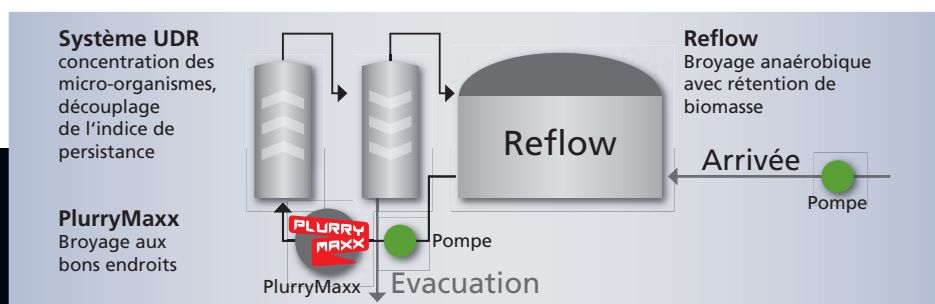 Système UDR
concentration des
micro-organismes,
découplage
de l'indice de
persistance
PlurryMaxx
Broyage aux
bons endroits
PLURRY
MAXX
PlurryMaxx
Pompe
Evacuation
Reflow
Reflow
Broyage anaérobique
avec rétention de
biomasse
Arrivée
Pompe